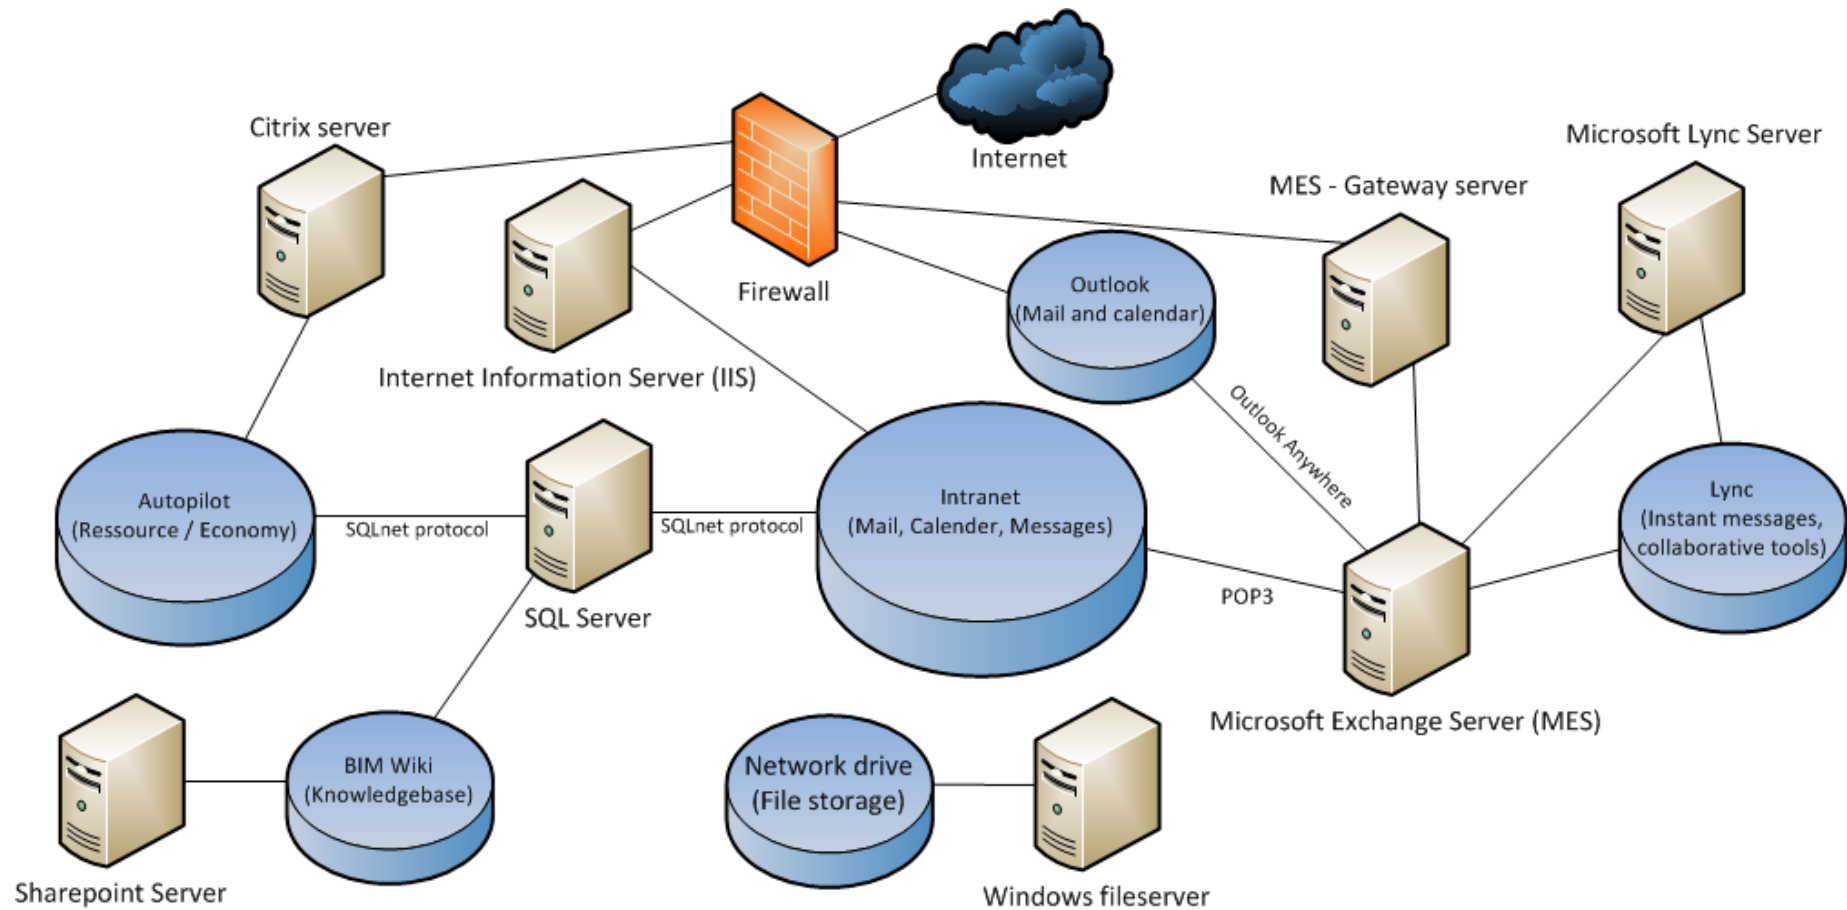 Citrix server
Internet
Microsoft Lync Server
MES - Gateway server
Firewall
Outlook
(Mail and calendar)
Internet Information Server (IIS)
Outlook Anywhere
Autopilot
(Ressource / Economy)
SQLnet protocol
SQLnet protocol
Intranet
(Mail, Calender, Messages)
Lync
(Instant messages,
collaborative tools)
POP3
SQL Server
Microsoft Exchange Server (MES)
BIM Wiki
(Knowledgebase)
Network drive
(File storage)
Sharepoint Server
Windows fileserver